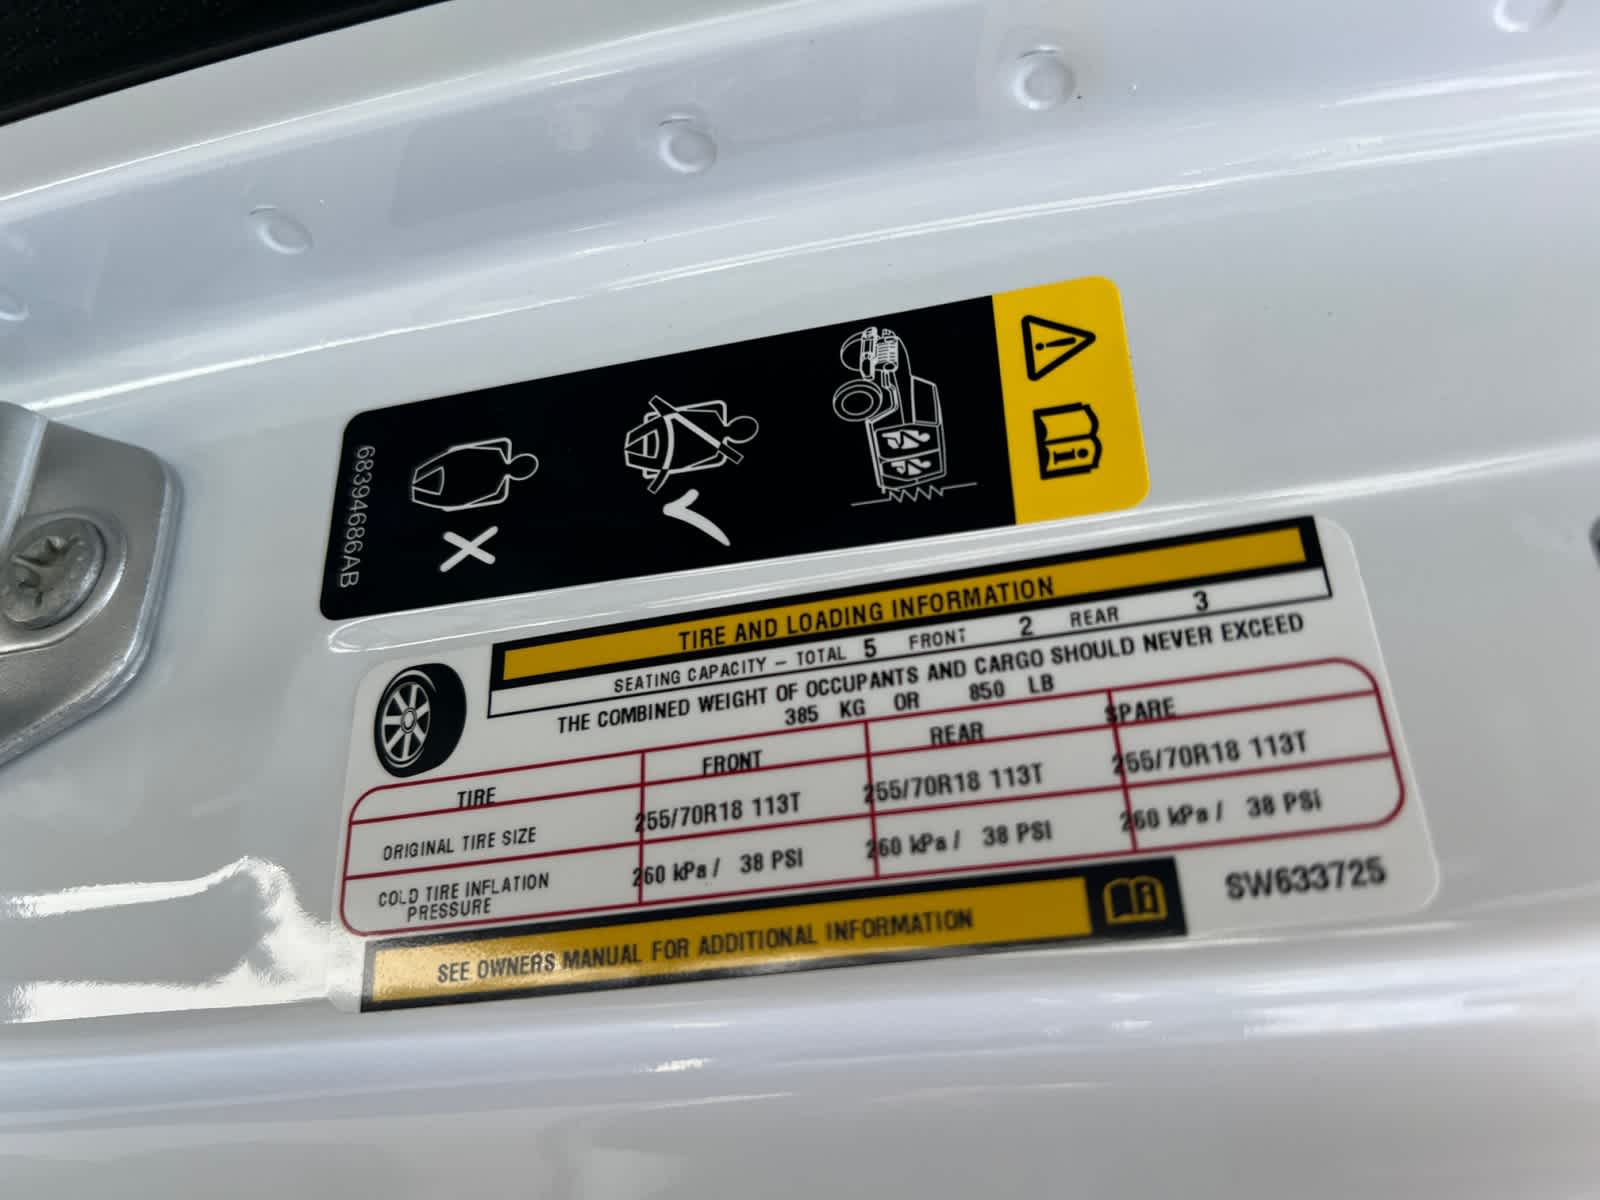 68394686AB
TIRE AND LOADING INFORMATION
SEATING CAPACITY – TOTAL 5 FRONT 2 REAR 3
THE COMBINED WEIGHT OF OCCUPANTS AND CARGO SHOULD NEVER EXCEED
385 KG OR 850 LB
TIRE FRONT REAR SPARE
ORIGINAL TIRE SIZE 255/70R18 113T 255/70R18 113T 255/70R18 113T
COLD TIRE INFLATION PRESSURE 260 kPa / 38 PSI 260 kPa / 38 PSI 260 kPa / 38 PSI
SEE OWNERS MANUAL FOR ADDITIONAL INFORMATION
SW633725